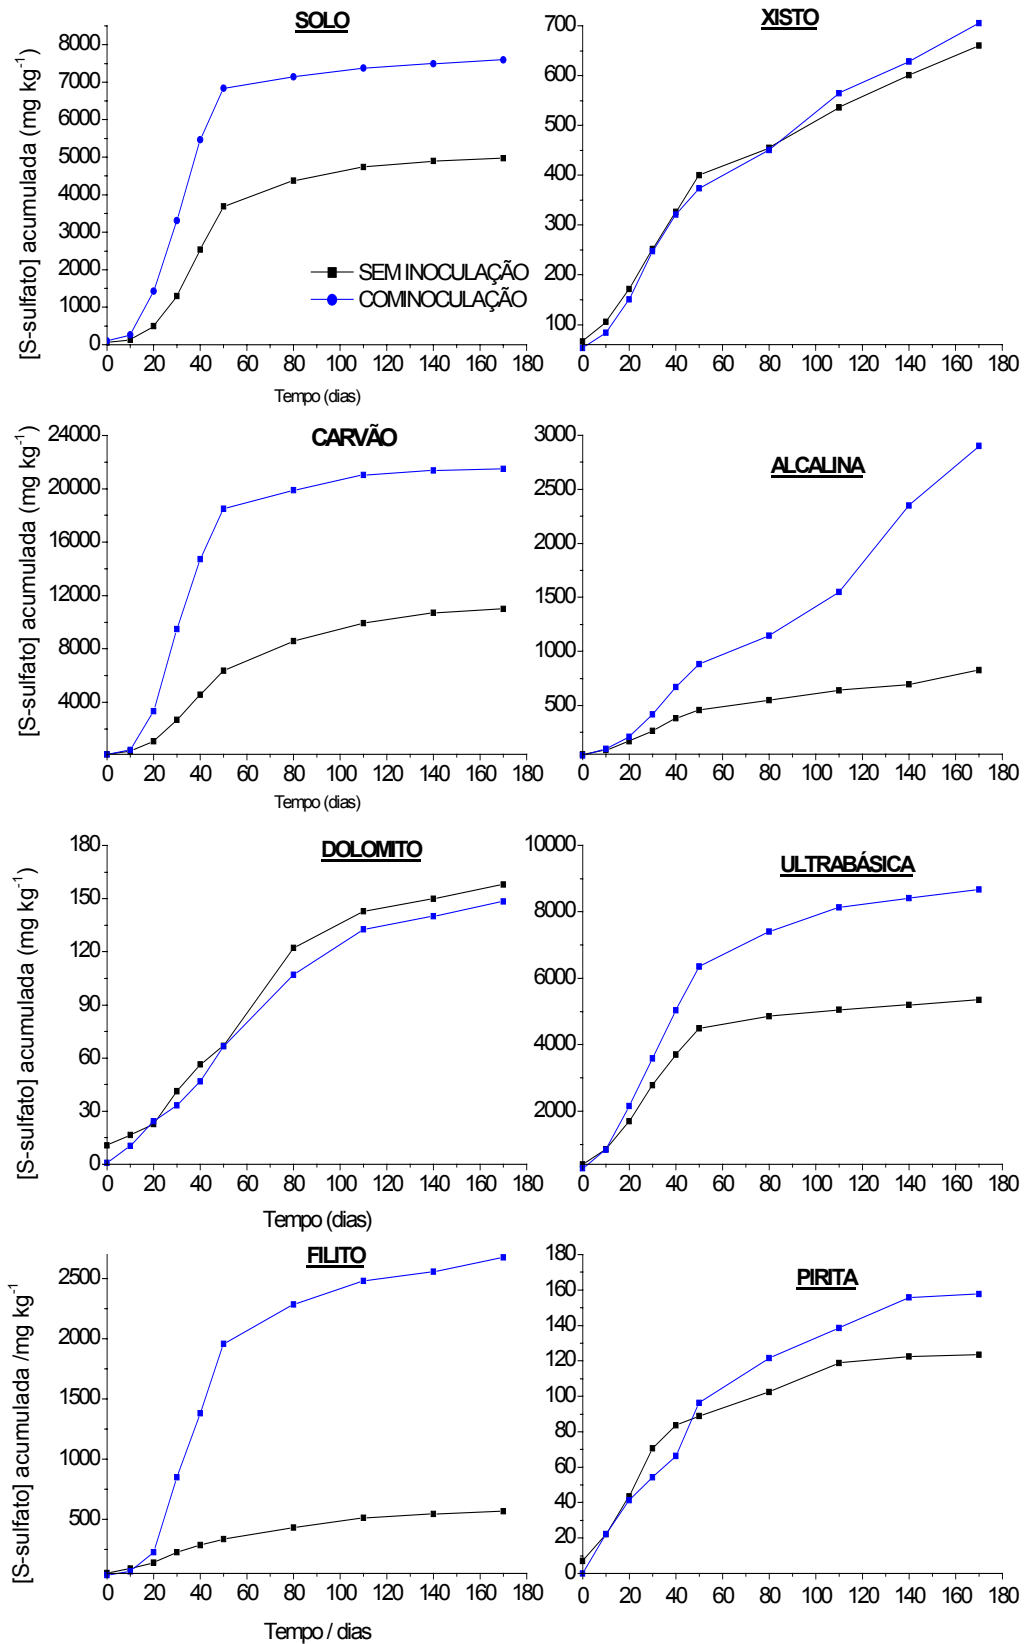 SOLO
[S-sulfato] acumulada (mg kg-1)
8000
7000
6000
5000
4000
3000
2000
1000
0
SEM INOCULAÇÃO
COMINOCULAÇÃO
0 20 40 60 80 100 120 140 160 180
Tempo (dias)
XISTO
700
600
500
400
300
200
100
0 20 40 60 80 100 120 140 160 180
CARVÃO
[S-sulfato] acumulada (mg kg-1)
24000
20000
16000
12000
8000
4000
0 20 40 60 80 100 120 140 160 180
Tempo (dias)
ALCALINA
3000
2500
2000
1500
1000
500
0 20 40 60 80 100 120 140 160 180
DOLOMITO
[S-sulfato] acumulada (mg kg-1)
180
150
120
90
60
30
0
0 20 40 60 80 100 120 140 160 180
Tempo (dias)
ULTRABÁSICA
10000
8000
6000
4000
2000
0 20 40 60 80 100 120 140 160 180
FILITO
[S-sulfato] acumulada /mg kg-1
2500
2000
1500
1000
500
0 20 40 60 80 100 120 140 160 180
Tempo / dias
PIRITA
180
160
140
120
100
80
60
40
20
0
0 20 40 60 80 100 120 140 160 180